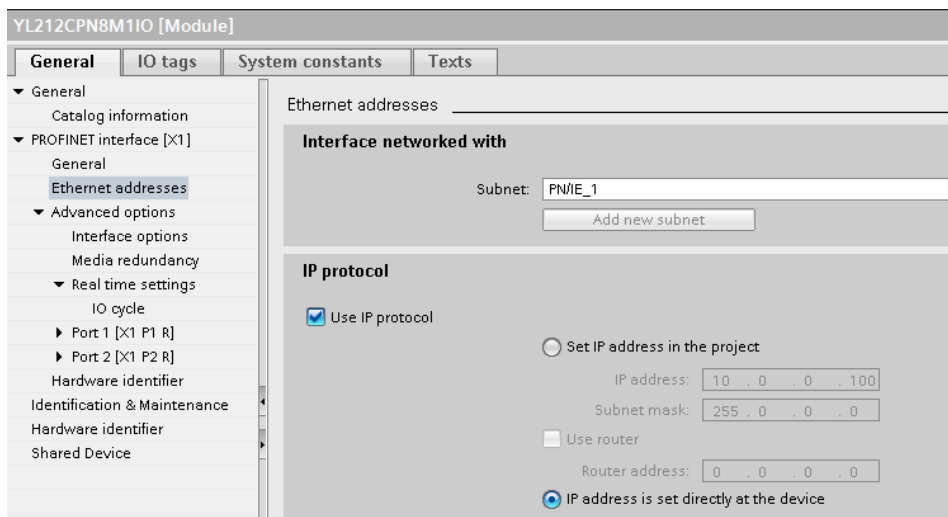 YL212CPN8M1IO [Module]
General IO tags System constants Texts
General
Catalog information
PROFINET interface [X1]
General
Ethernet addresses
Advanced options
Interface options
Media redundancy
Real time settings
IO cycle
Port 1 [X1 P1 R]
Port 2 [X1 P2 R]
Hardware identifier
Identification & Maintenance
Hardware identifier
Shared Device
Ethernet addresses
Interface networked with
Subnet: PN/IE_1
Add new subnet
IP protocol
Use IP protocol
Set IP address in the project
IP address: 10 . 0 . 0 . 100
Subnet mask: 255 . 0 . 0 . 0
Use router
Router address: 0 . 0 . 0 . 0
IP address is set directly at the device